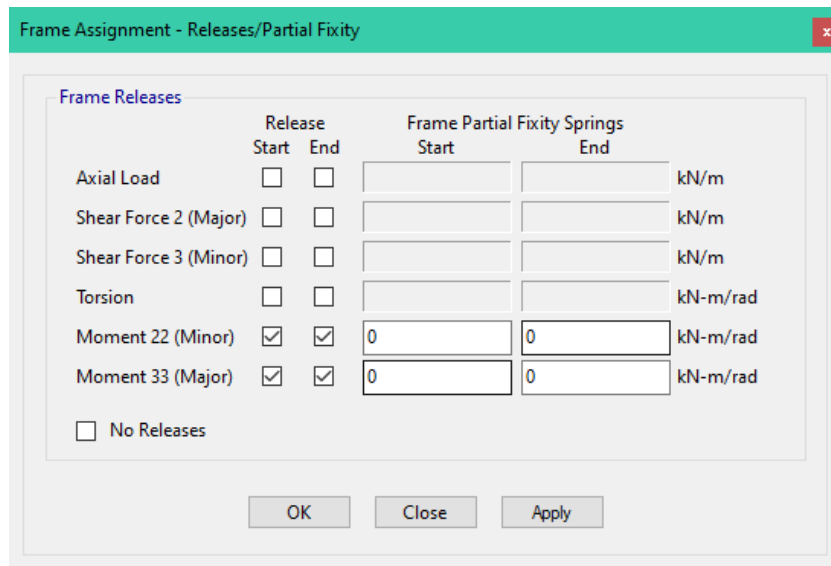 Frame Assignment - Releases/Partial Fixity
x
Frame Releases
Release Frame Partial Fixity Springs
Start End Start End
Axial Load kN/m
Shear Force 2 (Major) kN/m
Shear Force 3 (Minor) kN/m
Torsion kN-m/rad
Moment 22 (Minor) 0 0 kN-m/rad
Moment 33 (Major) 0 0 kN-m/rad
No Releases
OK Close Apply